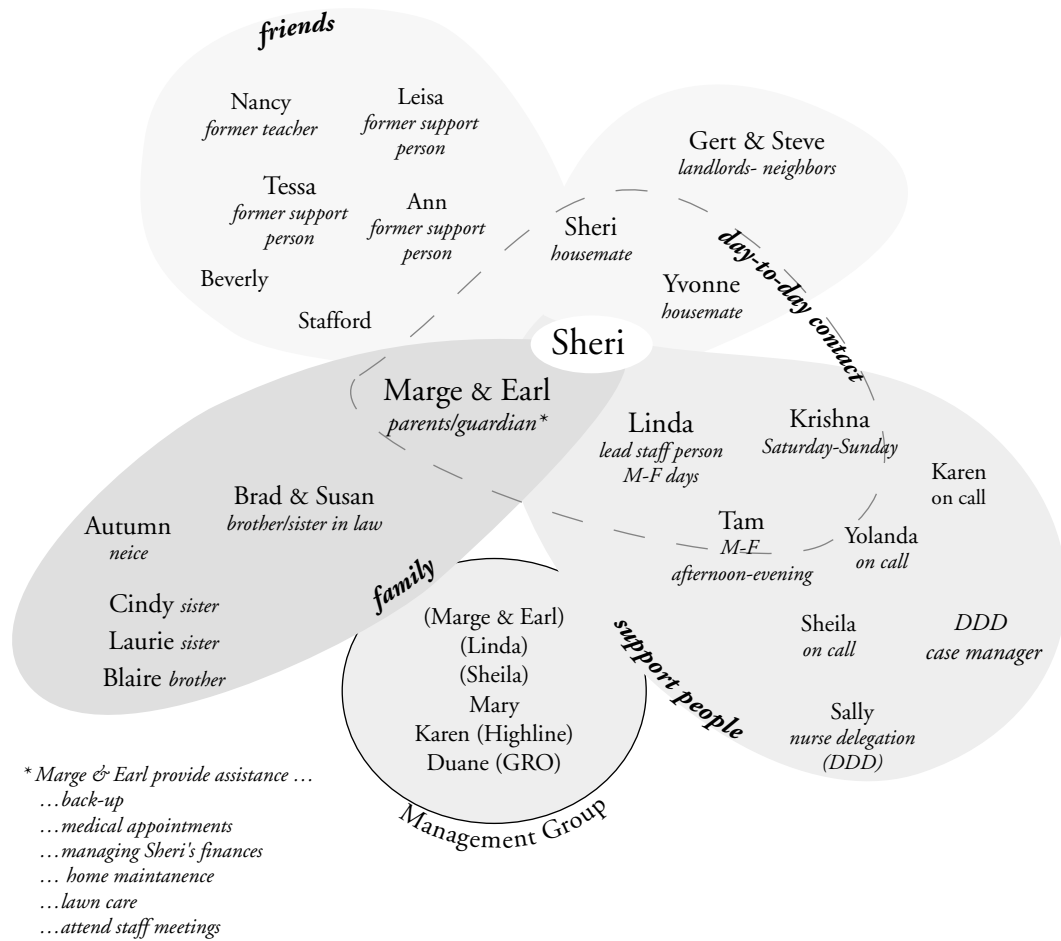 friends
Nancy
former teacher
Leisa
former support
person
Tessa
former support
person
Ann
former support
person
Beverly
Stafford
Gert & Steve
landlords- neighbors
Sheri
housemate
Yvonne
housemate
day-to-day contact
Sheri
Marge & Earl
parents/guardian*
Brad & Susan
brother/sister in law
Autumn
neice
Cindy sister
Laurie sister
Blaire brother
family
Linda
lead staff person
M-F days
Krishna
Saturday-Sunday
Karen
on call
Tam
M-F
afternoon-evening
Yolanda
on call
Sheila
on call
DDD
case manager
Sally
nurse delegation
(DDD)
support people
(Marge & Earl)
(Linda)
(Sheila)
Mary
Karen (Highline)
Duane (GRO)
Management Group
* Marge & Earl provide assistance …
…back-up
…medical appointments
…managing Sheri's finances
… home maintanence
…lawn care
…attend staff meetings